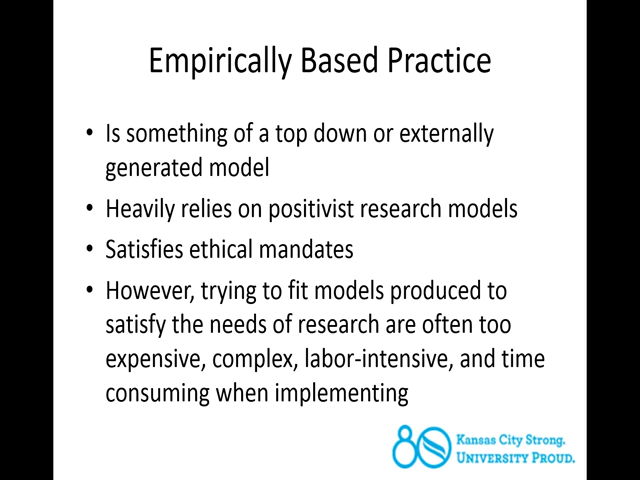 Empirically Based Practice
• Is something of a top down or externally
generated model
• Heavily relies on positivist research models
• Satisfies ethical mandates
• However, trying to fit models produced to
satisfy the needs of research are often too
expensive, complex, labor-intensive, and time
consuming when implementing
80 Kansas City Strong.
UNIVERSITY PROUD.